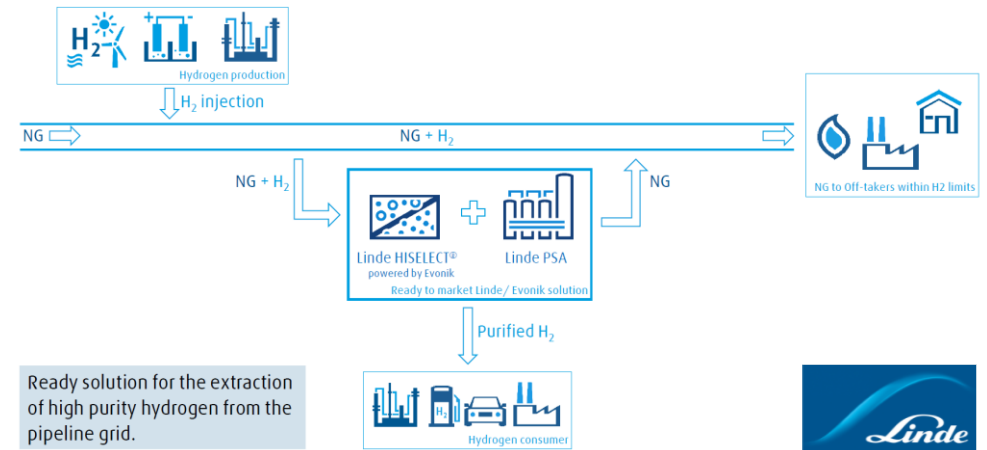 H₂
Hydrogen production
H₂ injection
NG
NG + H₂
NG + H₂
NG
NG to Off-takers within H2 limits
Linde HISELECT®
powered by Evonik
Linde PSA
Ready to market Linde/ Evonik solution
Purified H₂
H₂
Hydrogen consumer
Ready solution for the extraction
of high purity hydrogen from the
pipeline grid.
Linde